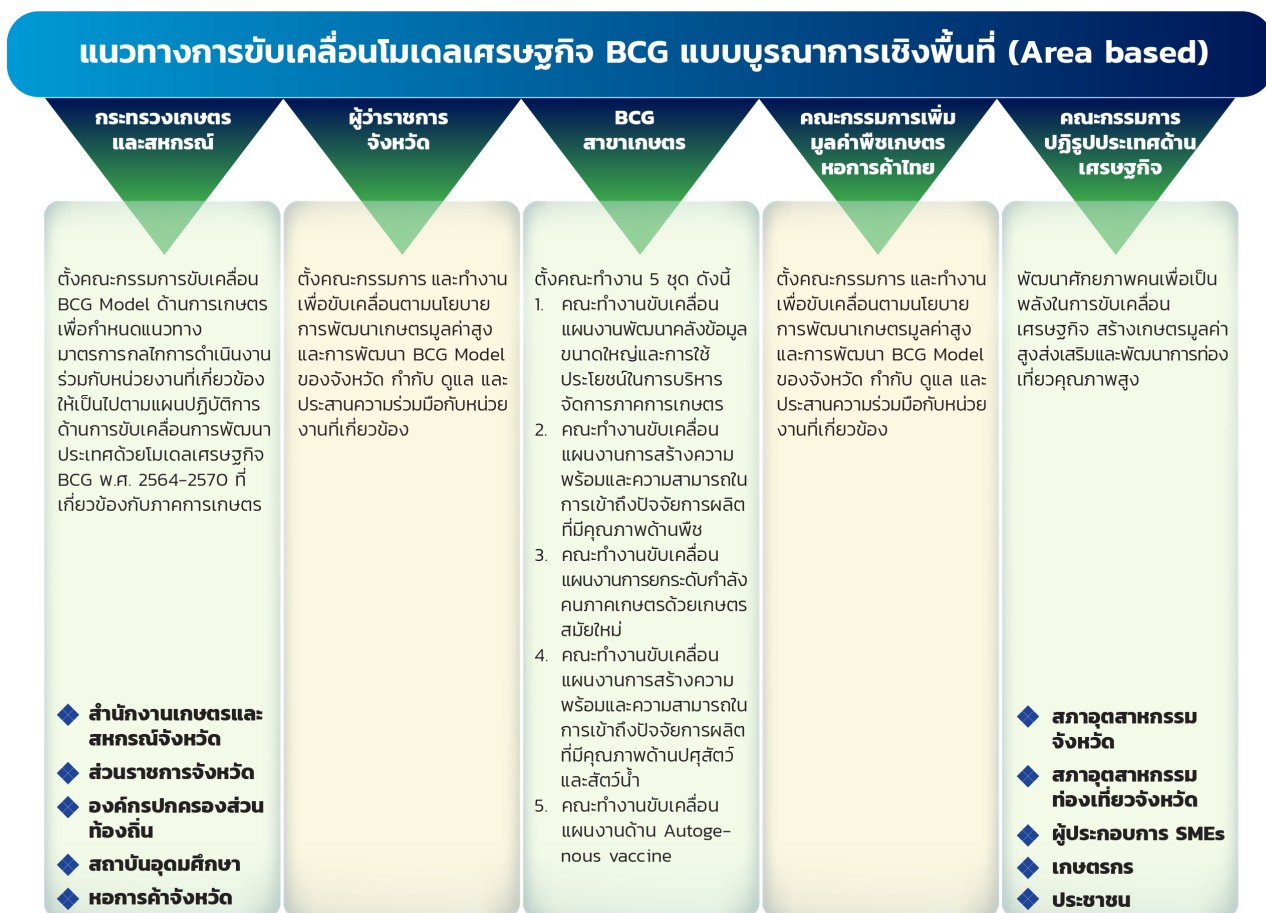 แนวทางการขับเคลื่อนโมเดลเศรษฐกิจ BCG แบบบูรณาการเชิงพื้นที่ (Area based)
กระทรวงเกษตร
และสหกรณ์
ตั้งคณะกรรมการขับเคลื่อน
BCG Model ด้านการเกษตร
เพื่อกำหนดแนวทาง
มาตรการกลไกการดำเนินงาน
ร่วมกับหน่วยงานที่เกี่ยวข้อง
ให้เป็นไปตามแผนปฏิบัติการ
ด้านการขับเคลื่อนการพัฒนา
ประเทศด้วยโมเดลเศรษฐกิจ
BCG พ.ศ. 2564-2570 ที่
เกี่ยวข้องกับภาคการเกษตร
สำนักงานเกษตรและ
สหกรณ์จังหวัด
ส่วนราชการจังหวัด
องค์กรปกครองส่วน
ท้องถิ่น
สถาบันอุดมศึกษา
หอการค้าจังหวัด
ผู้ว่าราชการ
จังหวัด
ตั้งคณะกรรมการ และทำงาน
เพื่อขับเคลื่อนตามนโยบาย
การพัฒนาเกษตรมูลค่าสูง
และการพัฒนา BCG Model
ของจังหวัด กำกับ ดูแล และ
ประสานความร่วมมือกับหน่วย
งานที่เกี่ยวข้อง
BCG
สาขาเกษตร
ตั้งคณะทำงาน 5 ชุด ดังนี้
1. คณะทำงานขับเคลื่อน
แผนงานพัฒนาคลังข้อมูล
ขนาดใหญ่และการใช้
ประโยชน์ในการบริหาร
จัดการภาคการเกษตร
2. คณะทำงานขับเคลื่อน
แผนงานการสร้างความ
พร้อมและความสามารถใน
การเข้าถึงปัจจัยการผลิต
ที่มีคุณภาพด้านพืช
3. คณะทำงานขับเคลื่อน
แผนงานการยกระดับกำลัง
คนภาคเกษตรด้วยเกษตร
สมัยใหม่
4. คณะทำงานขับเคลื่อน
แผนงานการสร้างความ
พร้อมและความสามารถใน
การเข้าถึงปัจจัยการผลิต
ที่มีคุณภาพด้านปศุสัตว์
และสัตว์น้ำ
5. คณะทำงานขับเคลื่อน
แผนงานด้าน Autoge-
nous vaccine
คณะกรรมการเพิ่ม
มูลค่าพืชเกษตร
หอการค้าไทย
ตั้งคณะกรรมการ และทำงาน
เพื่อขับเคลื่อนตามนโยบาย
การพัฒนาเกษตรมูลค่าสูง
และการพัฒนา BCG Model
ของจังหวัด กำกับ ดูแล และ
ประสานความร่วมมือกับหน่วย
งานที่เกี่ยวข้อง
คณะกรรมการ
ปฏิรูปประเทศด้าน
เศรษฐกิจ
พัฒนาศักยภาพคนเพื่อเป็น
พลังในการขับเคลื่อน
เศรษฐกิจ สร้างเกษตรมูลค่า
สูงส่งเสริมและพัฒนาการท่อง
เที่ยวคุณภาพสูง
สภาอุตสาหกรรม
จังหวัด
สภาอุตสาหกรรม
ท่องเที่ยวจังหวัด
ผู้ประกอบการ SMEs
เกษตรกร
ประชาชน